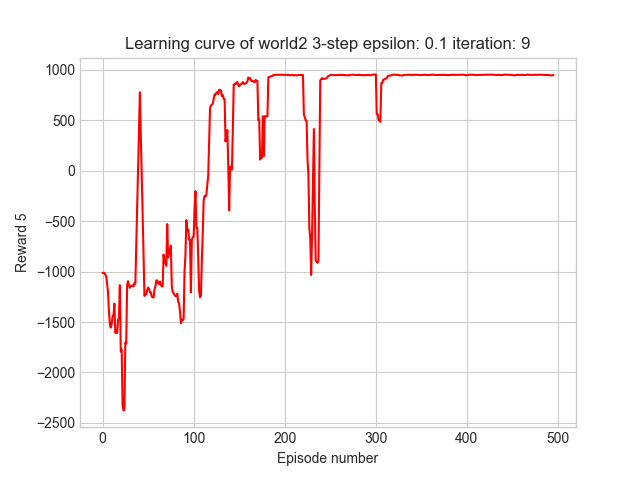 Learning curve of world2 3-step epsilon: 0.1 iteration: 9
1000
500
0
−500
−1000
−1500
−2000
−2500
Reward 5
0 100 200 300 400 500
Episode number